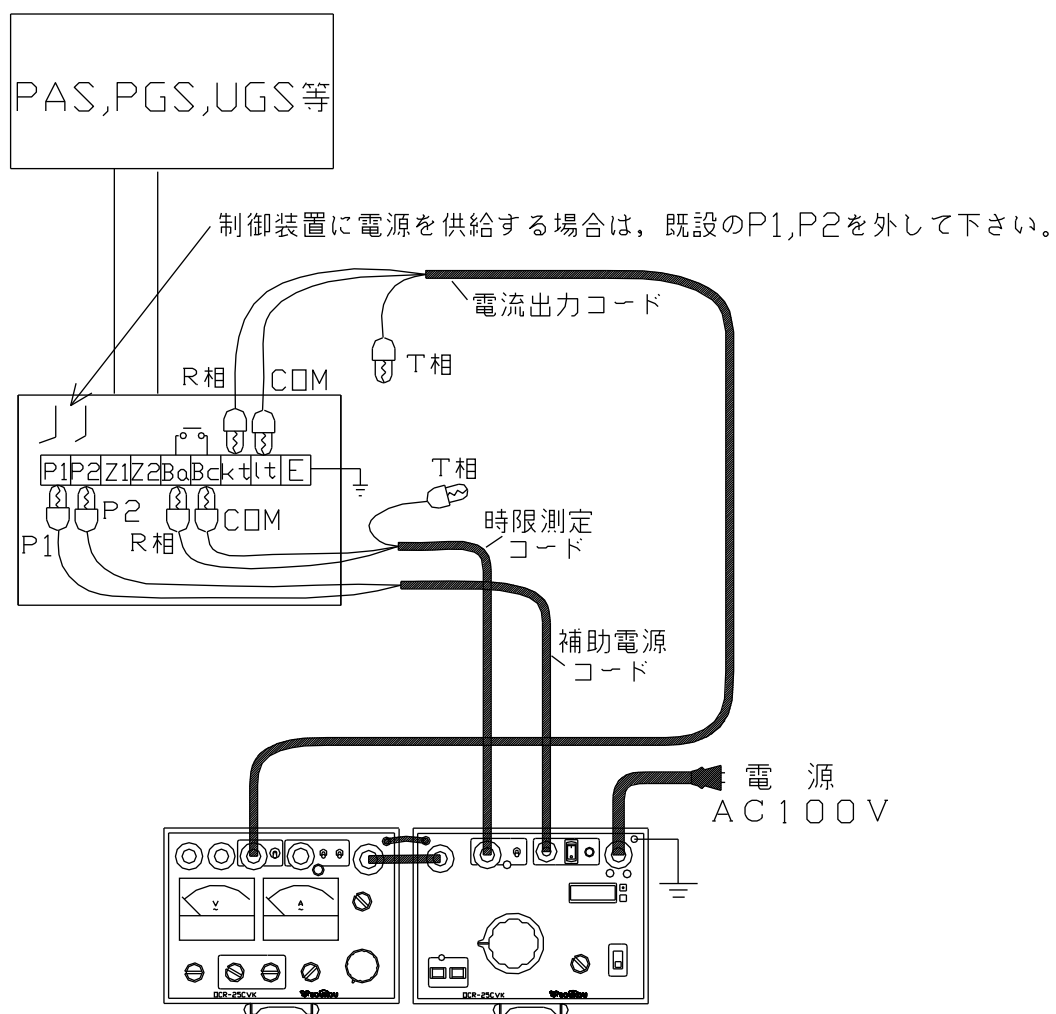 PAS,PGS,UGS等
制御装置に電源を供給する場合は，既設のP1,P2を外して下さい。
電流出力コード
T相
R相
COM
P1 P2 Z1 Z2 Ba Bc kt lt E
T相
P2
COM
R相
P1
時限測定
コード
補助電源
コード
電　源
AC100V
V
A
OCR-25CVK
OCR-25CVK